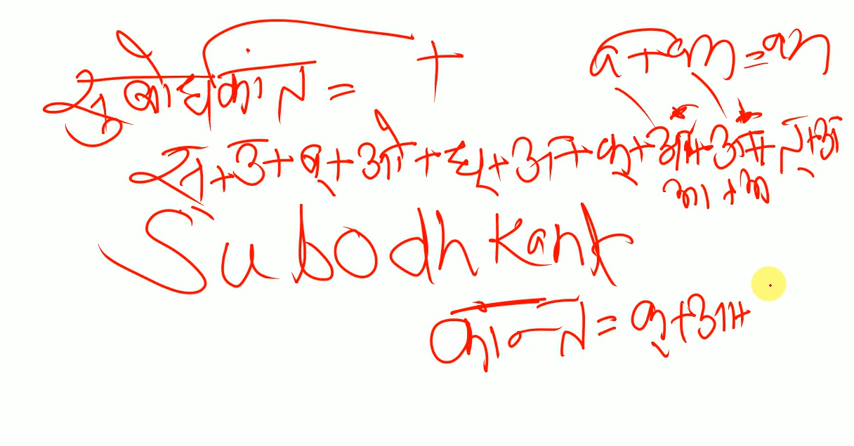 सुबोधकांत = +
a + आ = आ
स्+उ+ब्+ओ+ध्+अ+क्+आ+अं+त्+अ
आ + अ
Subodhkant
कान्त = क्+आ+